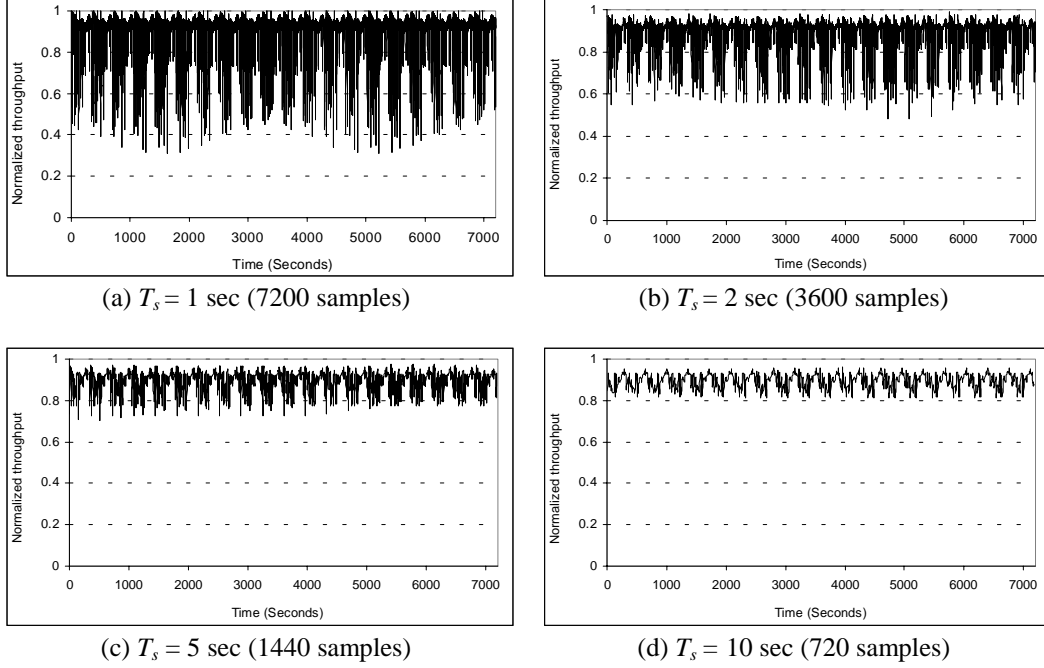 1
0.8
0.6
0.4
0.2
0
Normalized throughput
0 1000 2000 3000 4000 5000 6000 7000
Time (Seconds)
(a) Ts = 1 sec (7200 samples)
1
0.8
0.6
0.4
0.2
0
Normalized throughput
0 1000 2000 3000 4000 5000 6000 7000
Time (Seconds)
(b) Ts = 2 sec (3600 samples)
1
0.8
0.6
0.4
0.2
0
Normalized throughput
0 1000 2000 3000 4000 5000 6000 7000
Time (Seconds)
(c) Ts = 5 sec (1440 samples)
1
0.8
0.6
0.4
0.2
0
Normalized throughput
0 1000 2000 3000 4000 5000 6000 7000
Time (Seconds)
(d) Ts = 10 sec (720 samples)